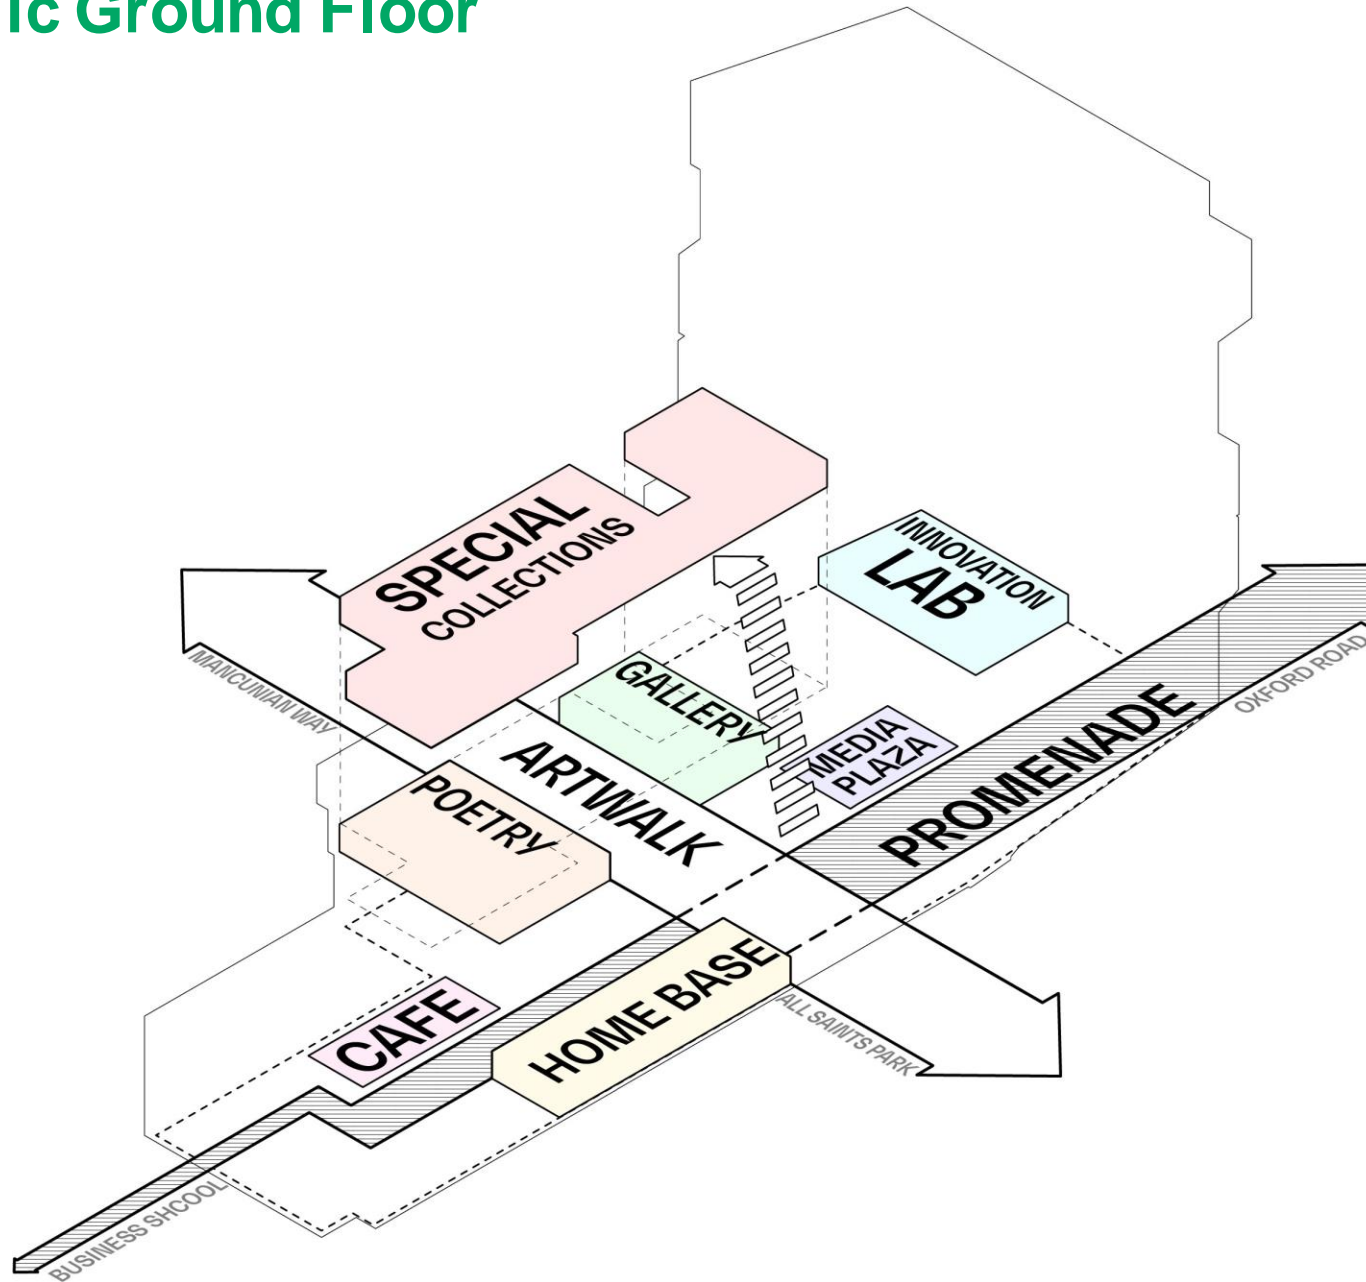 ic Ground Floor
SPECIAL
COLLECTIONS
INNOVATION
LAB
MANCUNIAN WAY
GALLERY
OXFORD ROAD
MEDIA
PLAZA
ARTWALK
PROMENADE
POETRY
HOME BASE
CAFE
ALL SAINTS PARK
BUSINESS SHCOOL